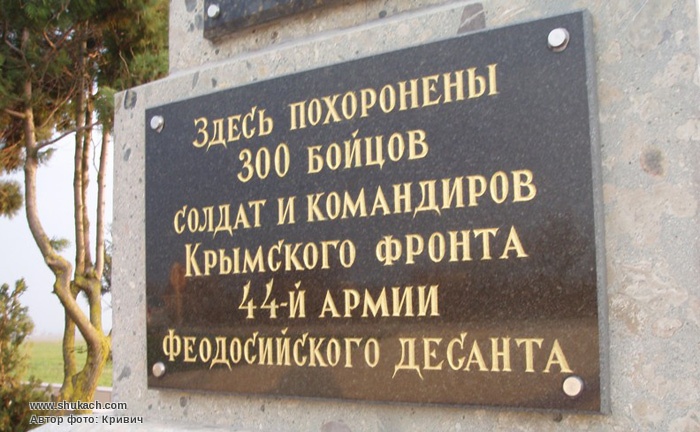 Здесь похоронены
300 бойцов
солдат и командиров
Крымского фронта
44-й армии
Феодосийского десанта
www.shukach.com
Автор фото: Кривич